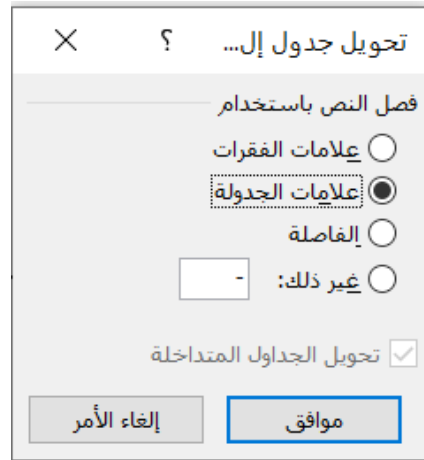 تحويل جدول إل... ؟
فصل النص باستخدام
علامات الفقرات
علامات الجدولة
الفاصلة
غير ذلك: -
تحويل الجداول المتداخلة
موافق إلغاء الأمر